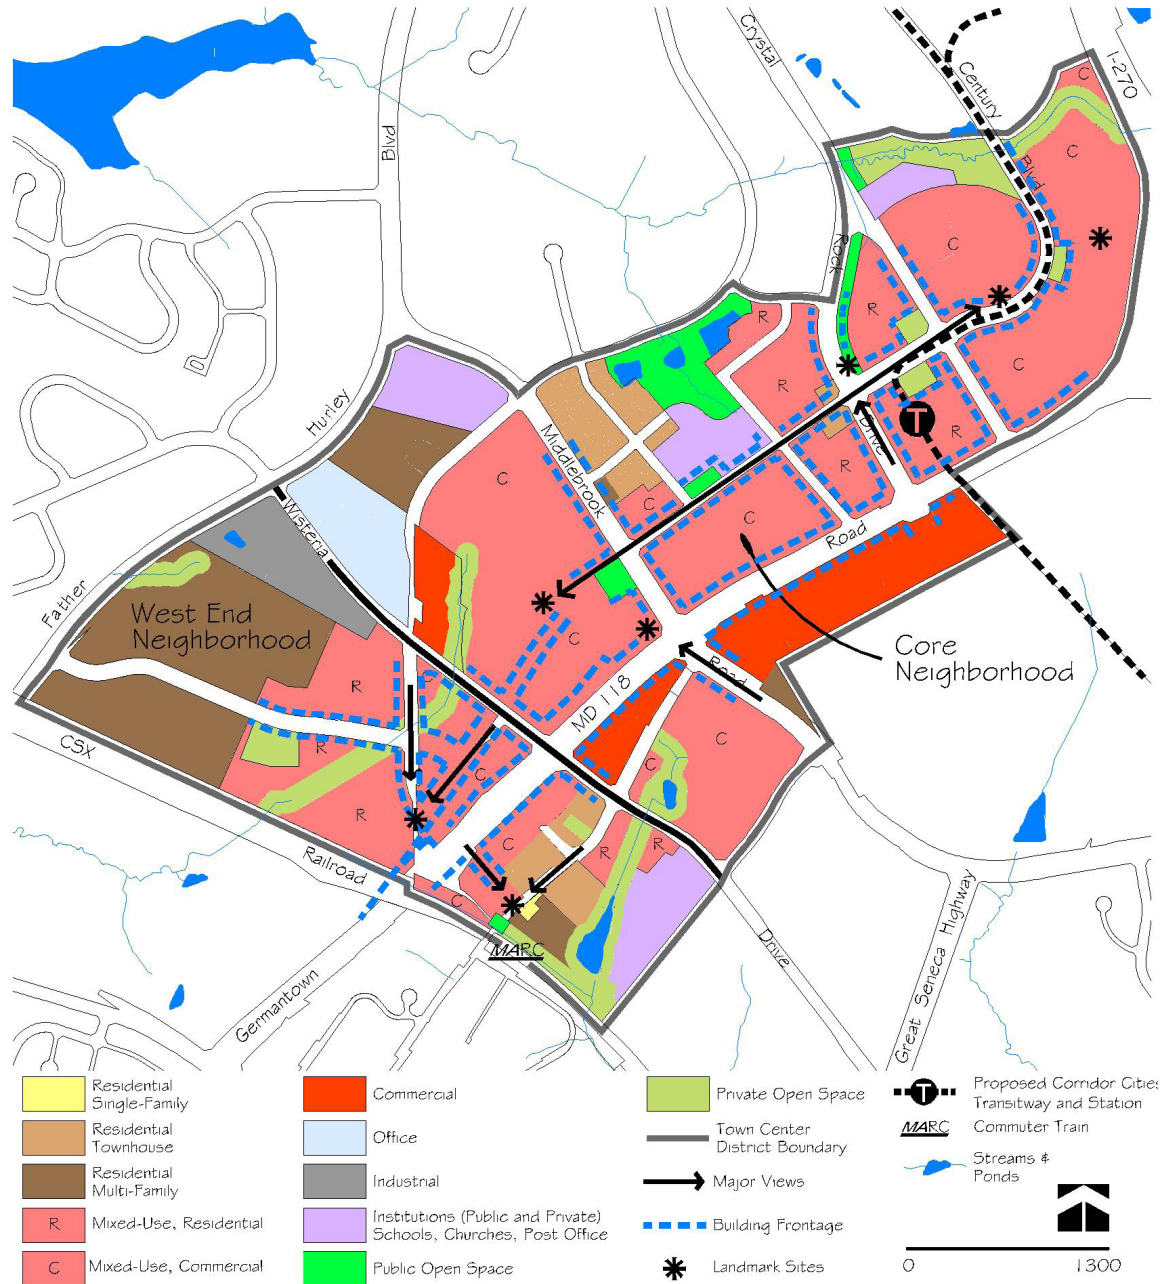 Crystal
Century
I-270
Blvd
C
Blvd
C
Rock
C
R
R
C
R
Hurley
Middlebrook
Drive
T
R
R
C
C
C
Road
Wisteria
Father
West End
Neighborhood
C
Core
Neighborhood
Road
R
C
MD 118
C
CSX
R
C
C
R
C
R
R
Railroad
C
MARC
Drive
Germantown
Great Seneca Highway
Residential
Single-Family
Residential
Townhouse
Residential
Multi-Family
R Mixed-Use, Residential
C Mixed-Use, Commercial
Commercial
Office
Industrial
Institutions (Public and Private)
Schools, Churches, Post Office
Public Open Space
Private Open Space
Town Center
District Boundary
Major Views
Building Frontage
Landmark Sites
T Proposed Corridor Cities
Transitway and Station
MARC Commuter Train
Streams &
Ponds
0 1300